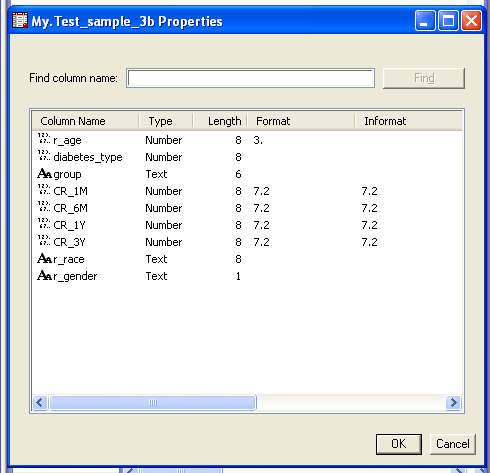 My.Test_sample_3b Properties
Find column name: Find
Column Name Type Length Format Informat
r_age Number 8 3.
diabetes_type Number 8
group Text 6
CR_1M Number 8 7.2 7.2
CR_6M Number 8 7.2 7.2
CR_1Y Number 8 7.2 7.2
CR_3Y Number 8 7.2 7.2
r_race Text 8
r_gender Text 1
OK Cancel